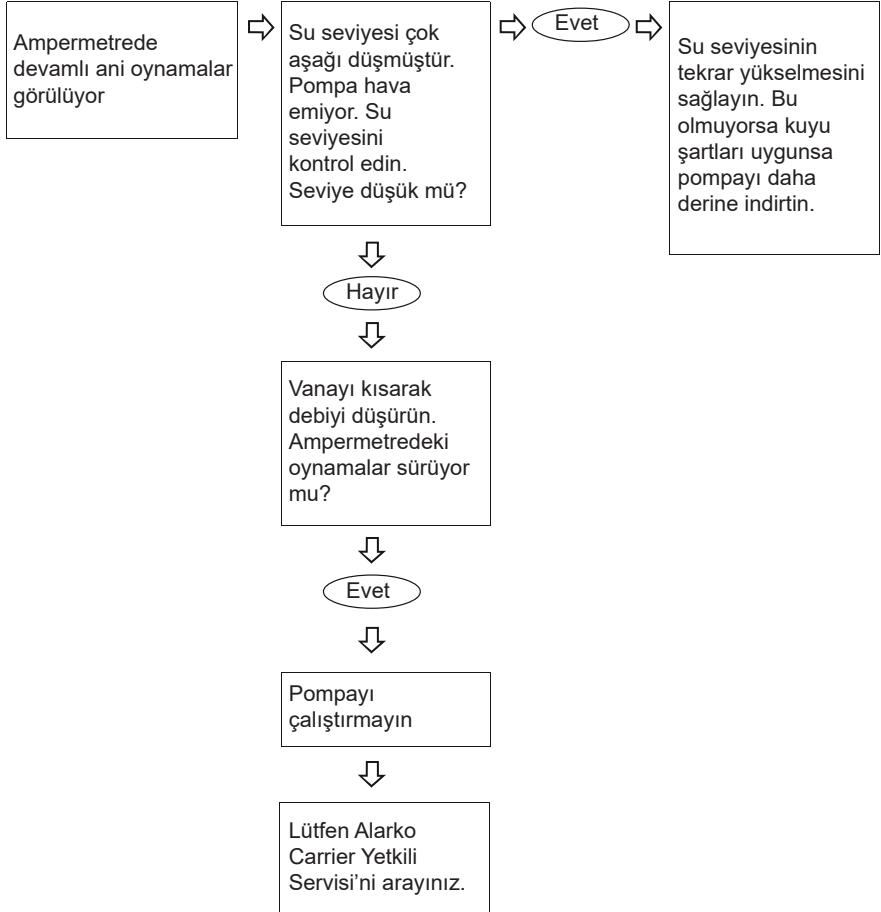 Ampermetrede
devamlı ani oynamalar
görülüyor
Su seviyesi çok
aşağı düşmüştür.
Pompa hava
emiyor. Su
seviyesini
kontrol edin.
Seviye düşük mü?
Evet
Su seviyesinin
tekrar yükselmesini
sağlayın. Bu
olmuyorsa kuyu
şartları uygunsa
pompayı daha
derine indirtin.
Hayır
Vanayı kısarak
debiyi düşürün.
Ampermetredeki
oynamalar sürüyor
mu?
Evet
Pompayı
çalıştırmayın
Lütfen Alarko
Carrier Yetkili
Servisi’ni arayınız.